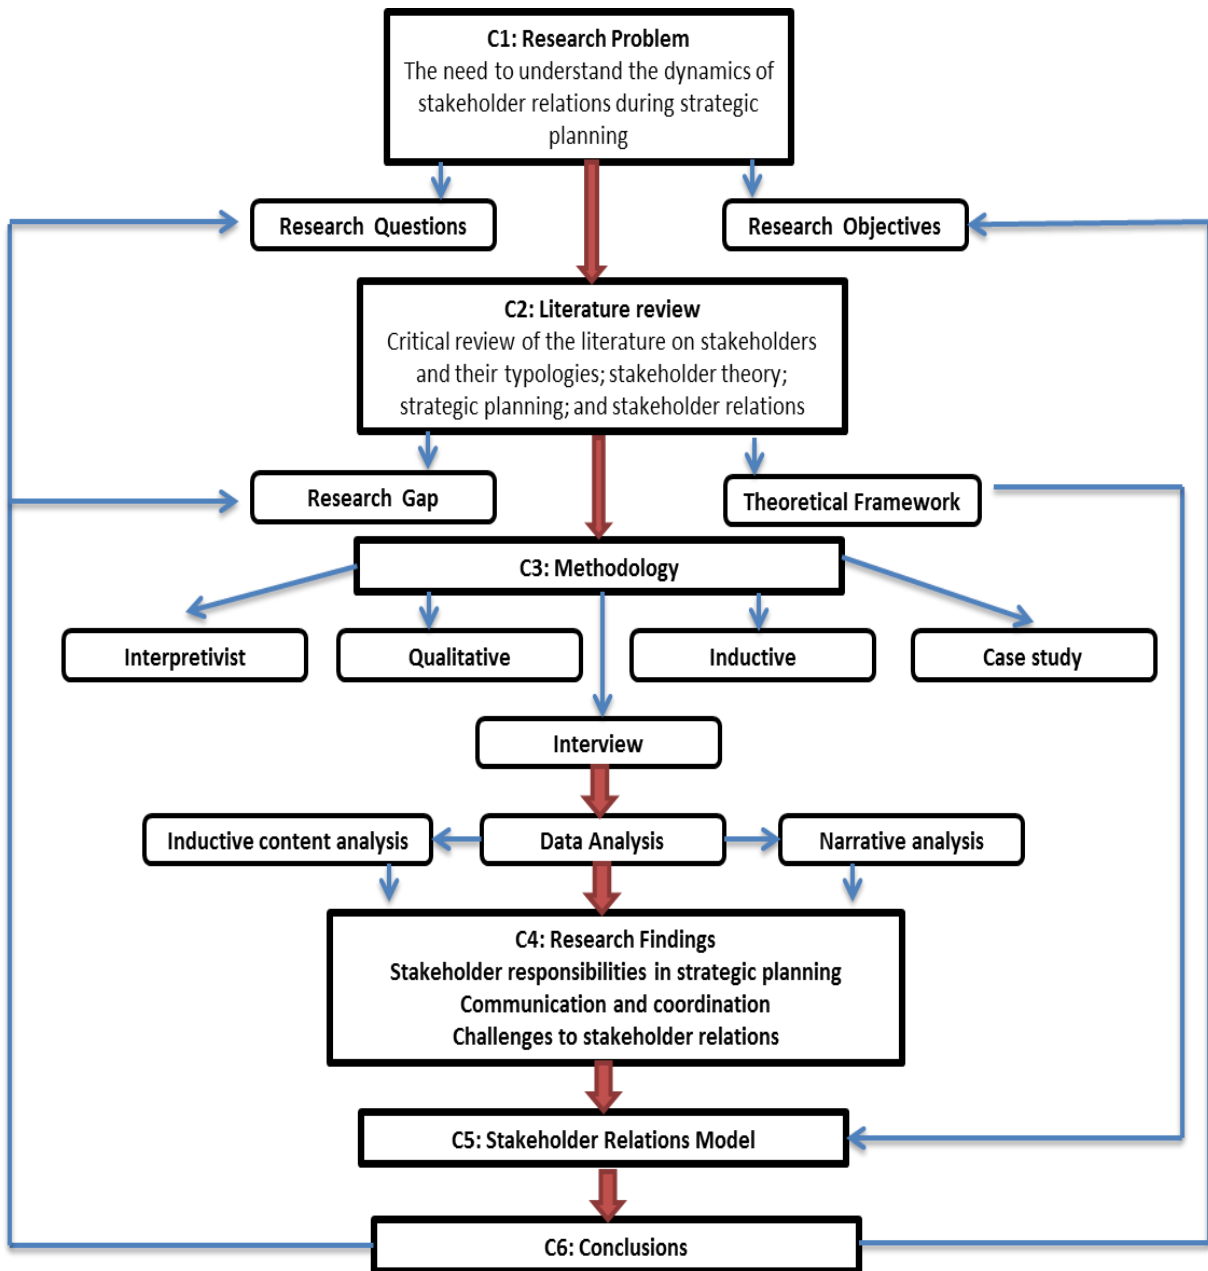 C1: Research Problem
The need to understand the dynamics of
stakeholder relations during strategic
planning
Research Questions
Research Objectives
C2: Literature review
Critical review of the literature on stakeholders
and their typologies; stakeholder theory;
strategic planning; and stakeholder relations
Research Gap
Theoretical Framework
C3: Methodology
Interpretivist
Qualitative
Inductive
Case study
Interview
Inductive content analysis
Data Analysis
Narrative analysis
C4: Research Findings
Stakeholder responsibilities in strategic planning
Communication and coordination
Challenges to stakeholder relations
C5: Stakeholder Relations Model
C6: Conclusions